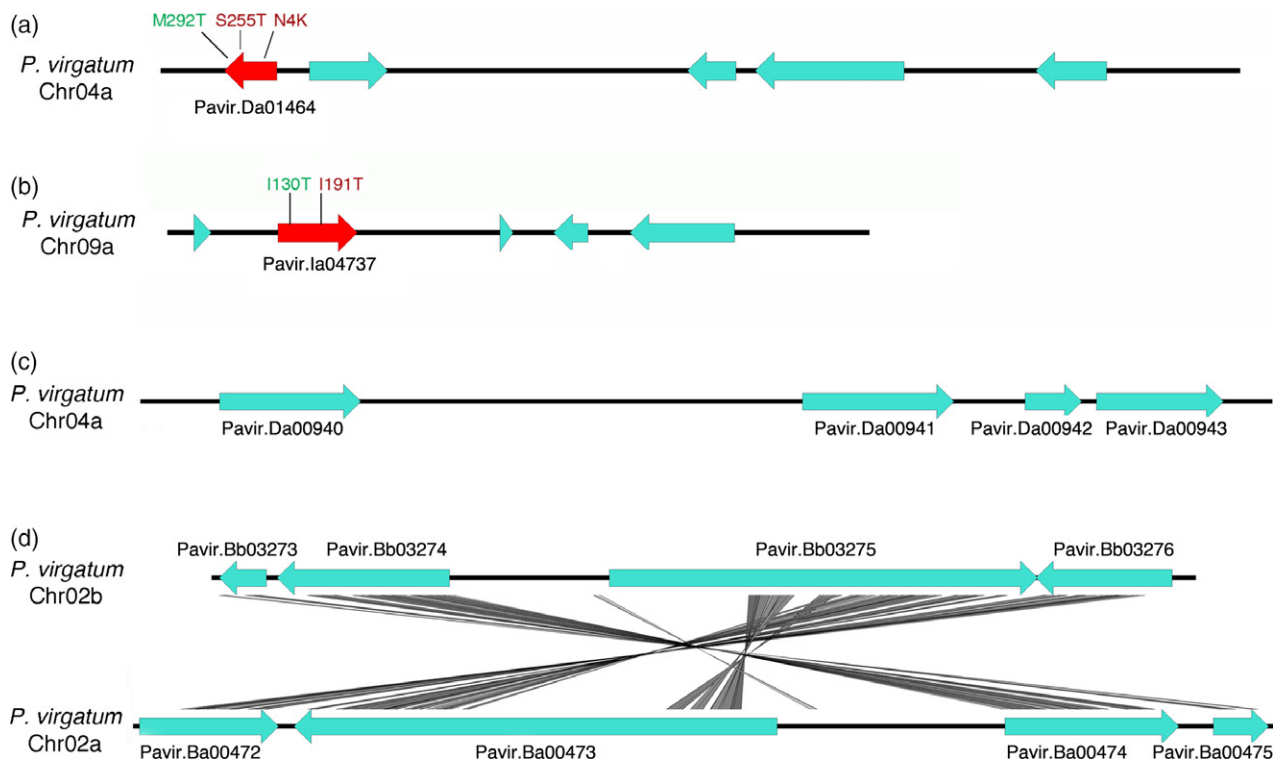 (a)
M292T S255T N4K
P. virgatum
Chr04a
Pavir.Da01464
(b)
I130T I191T
P. virgatum
Chr09a
Pavir.Ia04737
(c)
P. virgatum
Chr04a
Pavir.Da00940 Pavir.Da00941 Pavir.Da00942 Pavir.Da00943
(d)
Pavir.Bb03273 Pavir.Bb03274 Pavir.Bb03275 Pavir.Bb03276
P. virgatum
Chr02b
P. virgatum
Chr02a
Pavir.Ba00472 Pavir.Ba00473 Pavir.Ba00474 Pavir.Ba00475